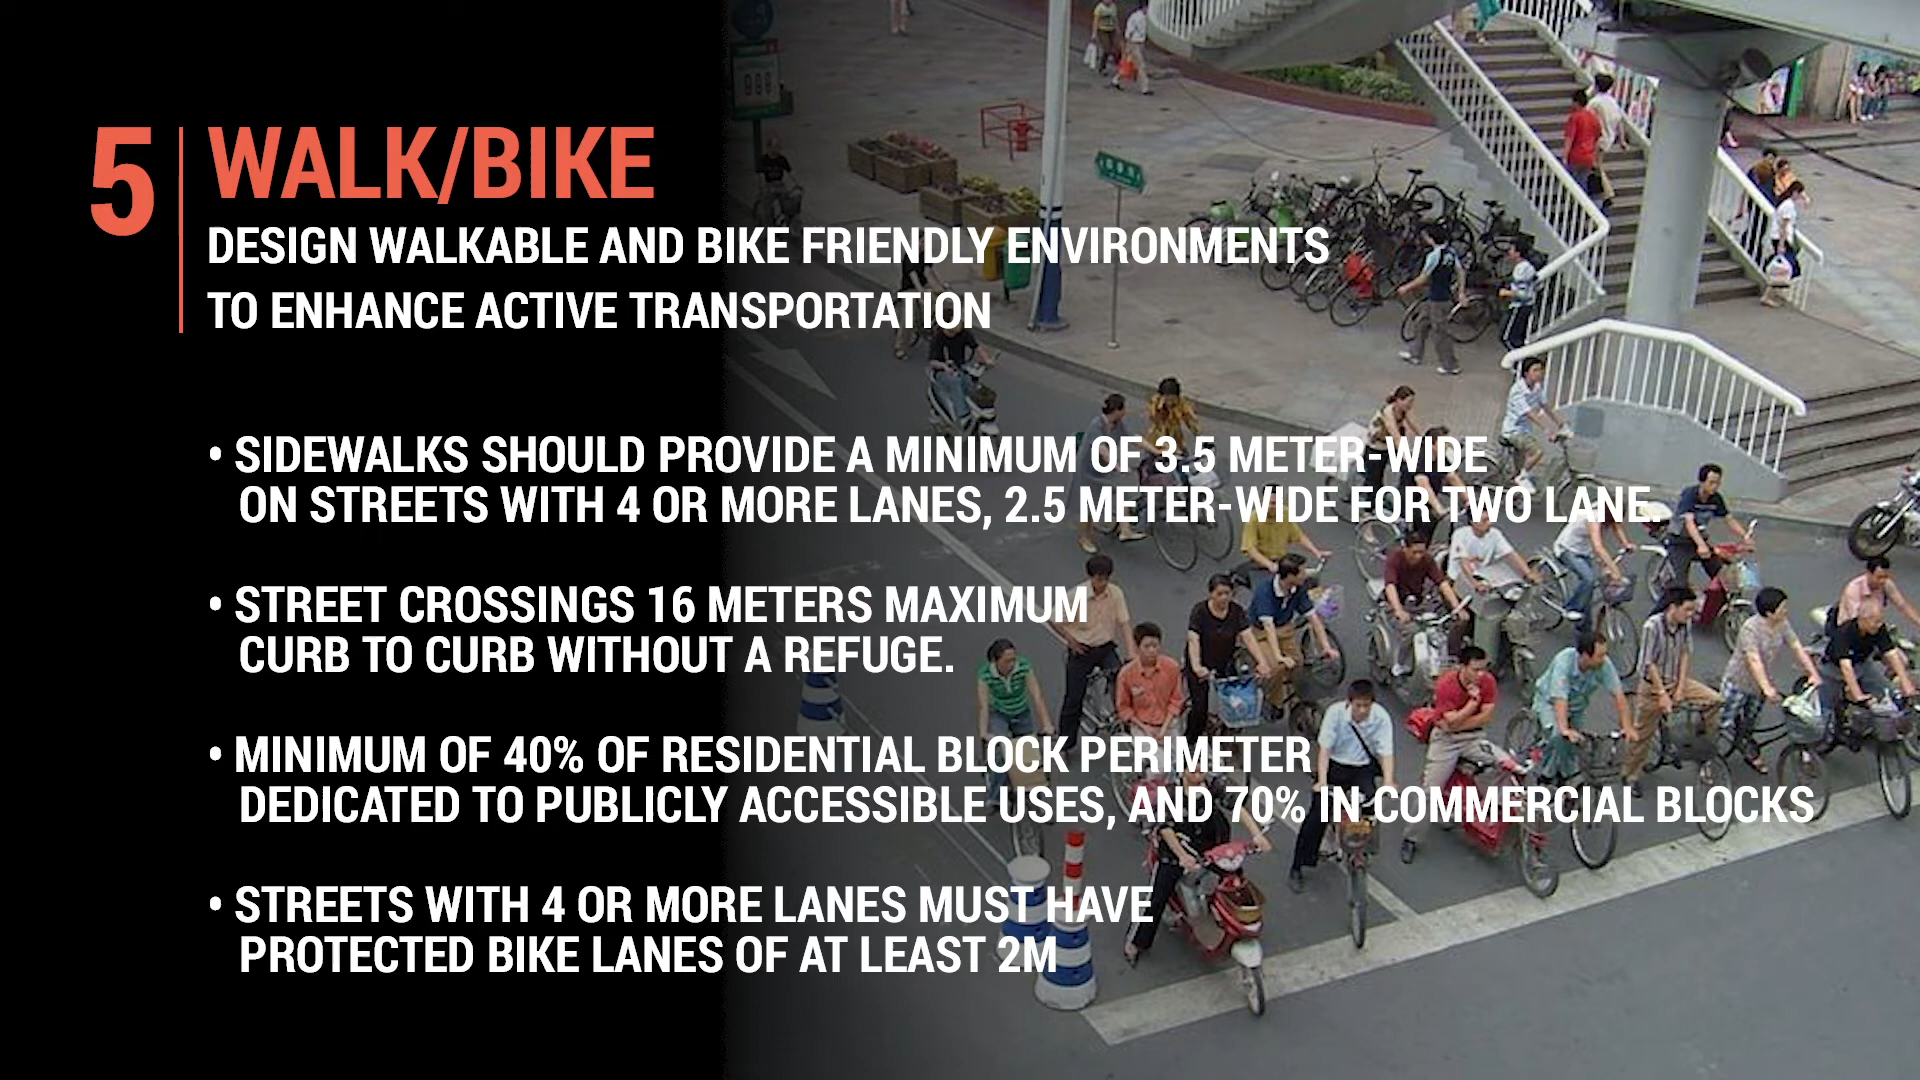 5
WALK/BIKE
DESIGN WALKABLE AND BIKE FRIENDLY ENVIRONMENTS
TO ENHANCE ACTIVE TRANSPORTATION
• SIDEWALKS SHOULD PROVIDE A MINIMUM OF 3.5 METER-WIDE
ON STREETS WITH 4 OR MORE LANES, 2.5 METER-WIDE FOR TWO LANE.
• STREET CROSSINGS 16 METERS MAXIMUM
CURB TO CURB WITHOUT A REFUGE.
• MINIMUM OF 40% OF RESIDENTIAL BLOCK PERIMETER
DEDICATED TO PUBLICLY ACCESSIBLE USES, AND 70% IN COMMERCIAL BLOCKS
• STREETS WITH 4 OR MORE LANES MUST HAVE
PROTECTED BIKE LANES OF AT LEAST 2M